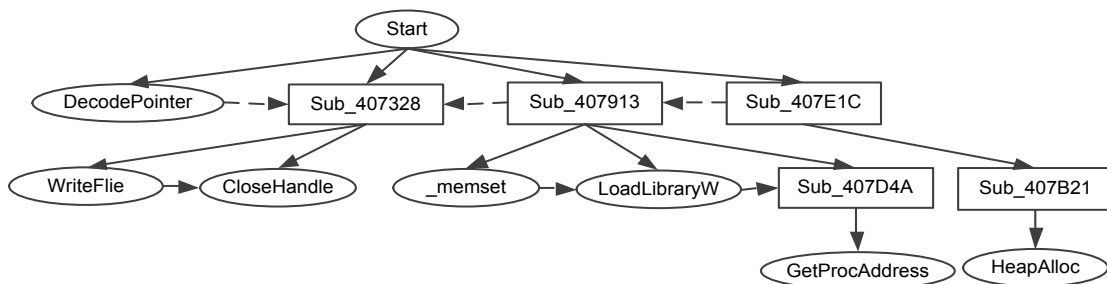 Start
DecodePointer
Sub_407328
Sub_407913
Sub_407E1C
WriteFlie
CloseHandle
_memset
LoadLibraryW
Sub_407D4A
Sub_407B21
GetProcAddress
HeapAlloc